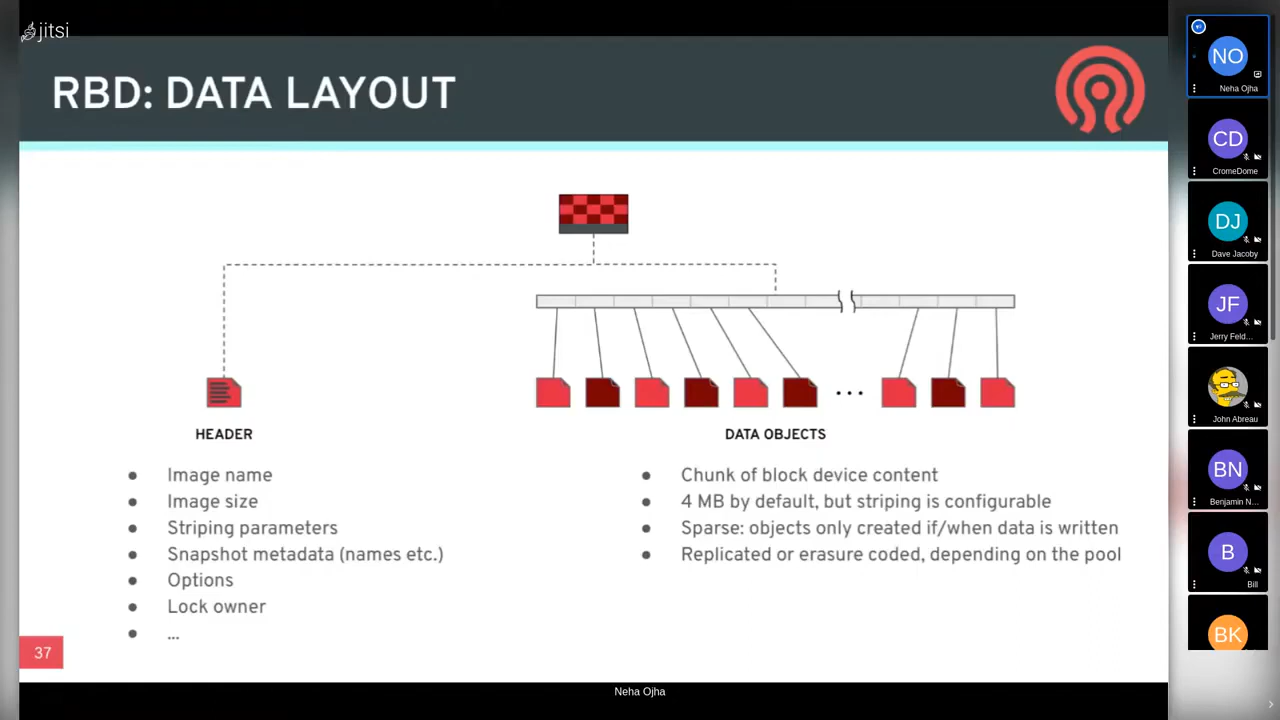 jitsi
RBD: DATA LAYOUT
HEADER
Image name
Image size
Striping parameters
Snapshot metadata (names etc.)
Options
Lock owner
...
DATA OBJECTS
Chunk of block device content
4 MB by default, but striping is configurable
Sparse: objects only created if/when data is written
Replicated or erasure coded, depending on the pool
37
Neha Ojha
NO
Neha Ojha
CD
CromeDome
DJ
Dave Jacoby
JF
Jerry Feld...
John Abreau
BN
Benjamin N...
B
Bill
BK